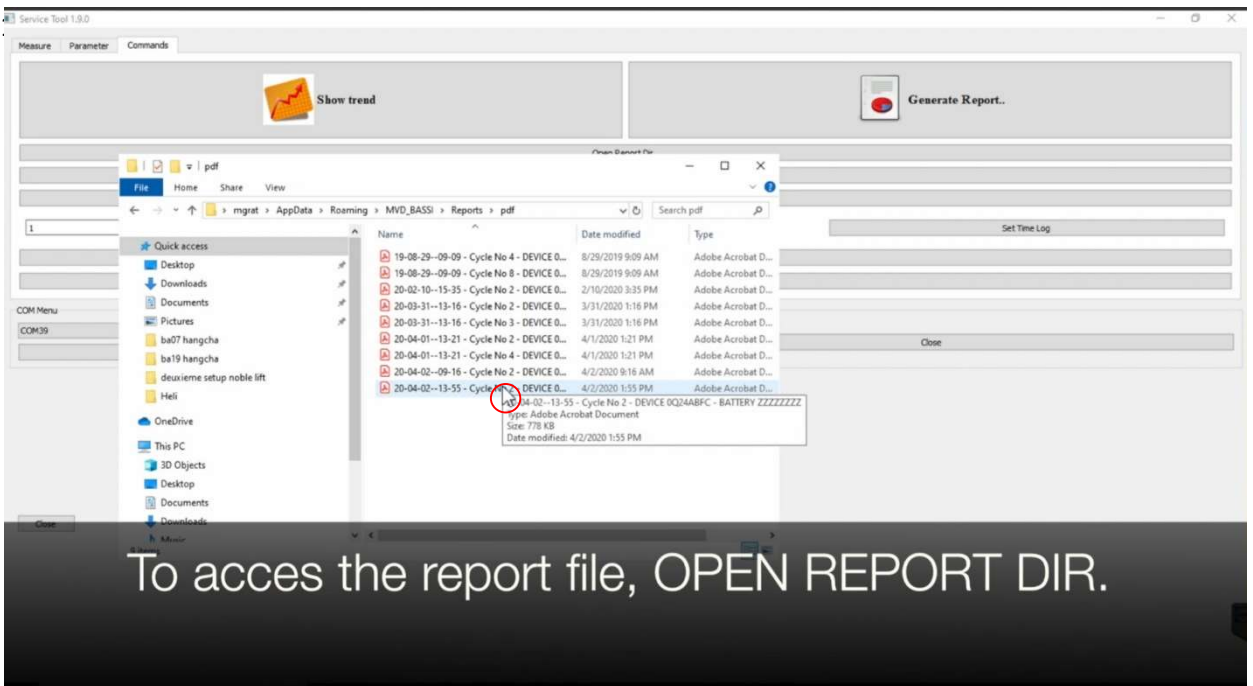 Service Tool 1.9.0
Measure Parameter Commands
Show trend
Generate Report..
Open Report Dir
pdf
File Home Share View
mgrat > AppData > Roaming > MVD_BASSI > Reports > pdf
Search pdf
1
Set Time Log
Name Date modified Type
Quick access
Desktop
Downloads
Documents
Pictures
ba07 hangcha
ba19 hangcha
deuxieme setup noble lift
Heli
OneDrive
This PC
3D Objects
Desktop
Documents
Downloads
Music
19-08-29--09-09 - Cycle No 4 - DEVICE 0... 8/29/2019 9:09 AM Adobe Acrobat D...
19-08-29--09-09 - Cycle No 8 - DEVICE 0... 8/29/2019 9:09 AM Adobe Acrobat D...
20-02-10--15-35 - Cycle No 2 - DEVICE 0... 2/10/2020 3:35 PM Adobe Acrobat D...
20-03-31--13-16 - Cycle No 2 - DEVICE 0... 3/31/2020 1:16 PM Adobe Acrobat D...
20-03-31--13-16 - Cycle No 3 - DEVICE 0... 3/31/2020 1:16 PM Adobe Acrobat D...
20-04-01--13-21 - Cycle No 2 - DEVICE 0... 4/1/2020 1:21 PM Adobe Acrobat D...
20-04-01--13-21 - Cycle No 4 - DEVICE 0... 4/1/2020 1:21 PM Adobe Acrobat D...
20-04-02--09-16 - Cycle No 2 - DEVICE 0... 4/2/2020 9:16 AM Adobe Acrobat D...
20-04-02--13-55 - Cycle No 2 - DEVICE 0... 4/2/2020 1:55 PM Adobe Acrobat D...
04-02--13-55 - Cycle No 2 - DEVICE 0Q24ABFC - BATTERY ZZZZZZZZ
Type: Adobe Acrobat Document
Size: 778 KB
Date modified: 4/2/2020 1:55 PM
COM Menu
COM39
Close
Close
9 items
To acces the report file, OPEN REPORT DIR.